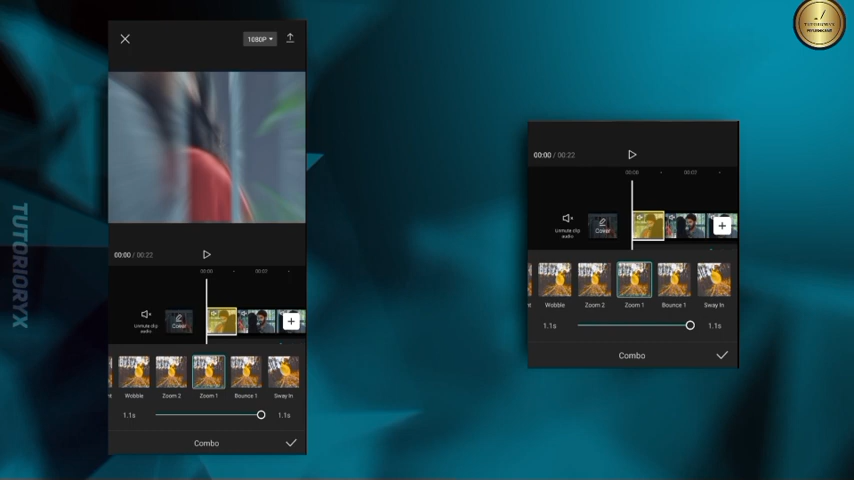 TUTORIORYX
1080P
00:00 / 00:22
00:00
00:02
Unmute clip audio
Cover
Wobble
Zoom 2
Zoom 1
Bounce 1
Sway In
1.1s
1.1s
Combo
TUTORIORYX
00:00 / 00:22
00:00
00:02
Unmute clip audio
Cover
Wobble
Zoom 2
Zoom 1
Bounce 1
Sway In
1.1s
1.1s
Combo